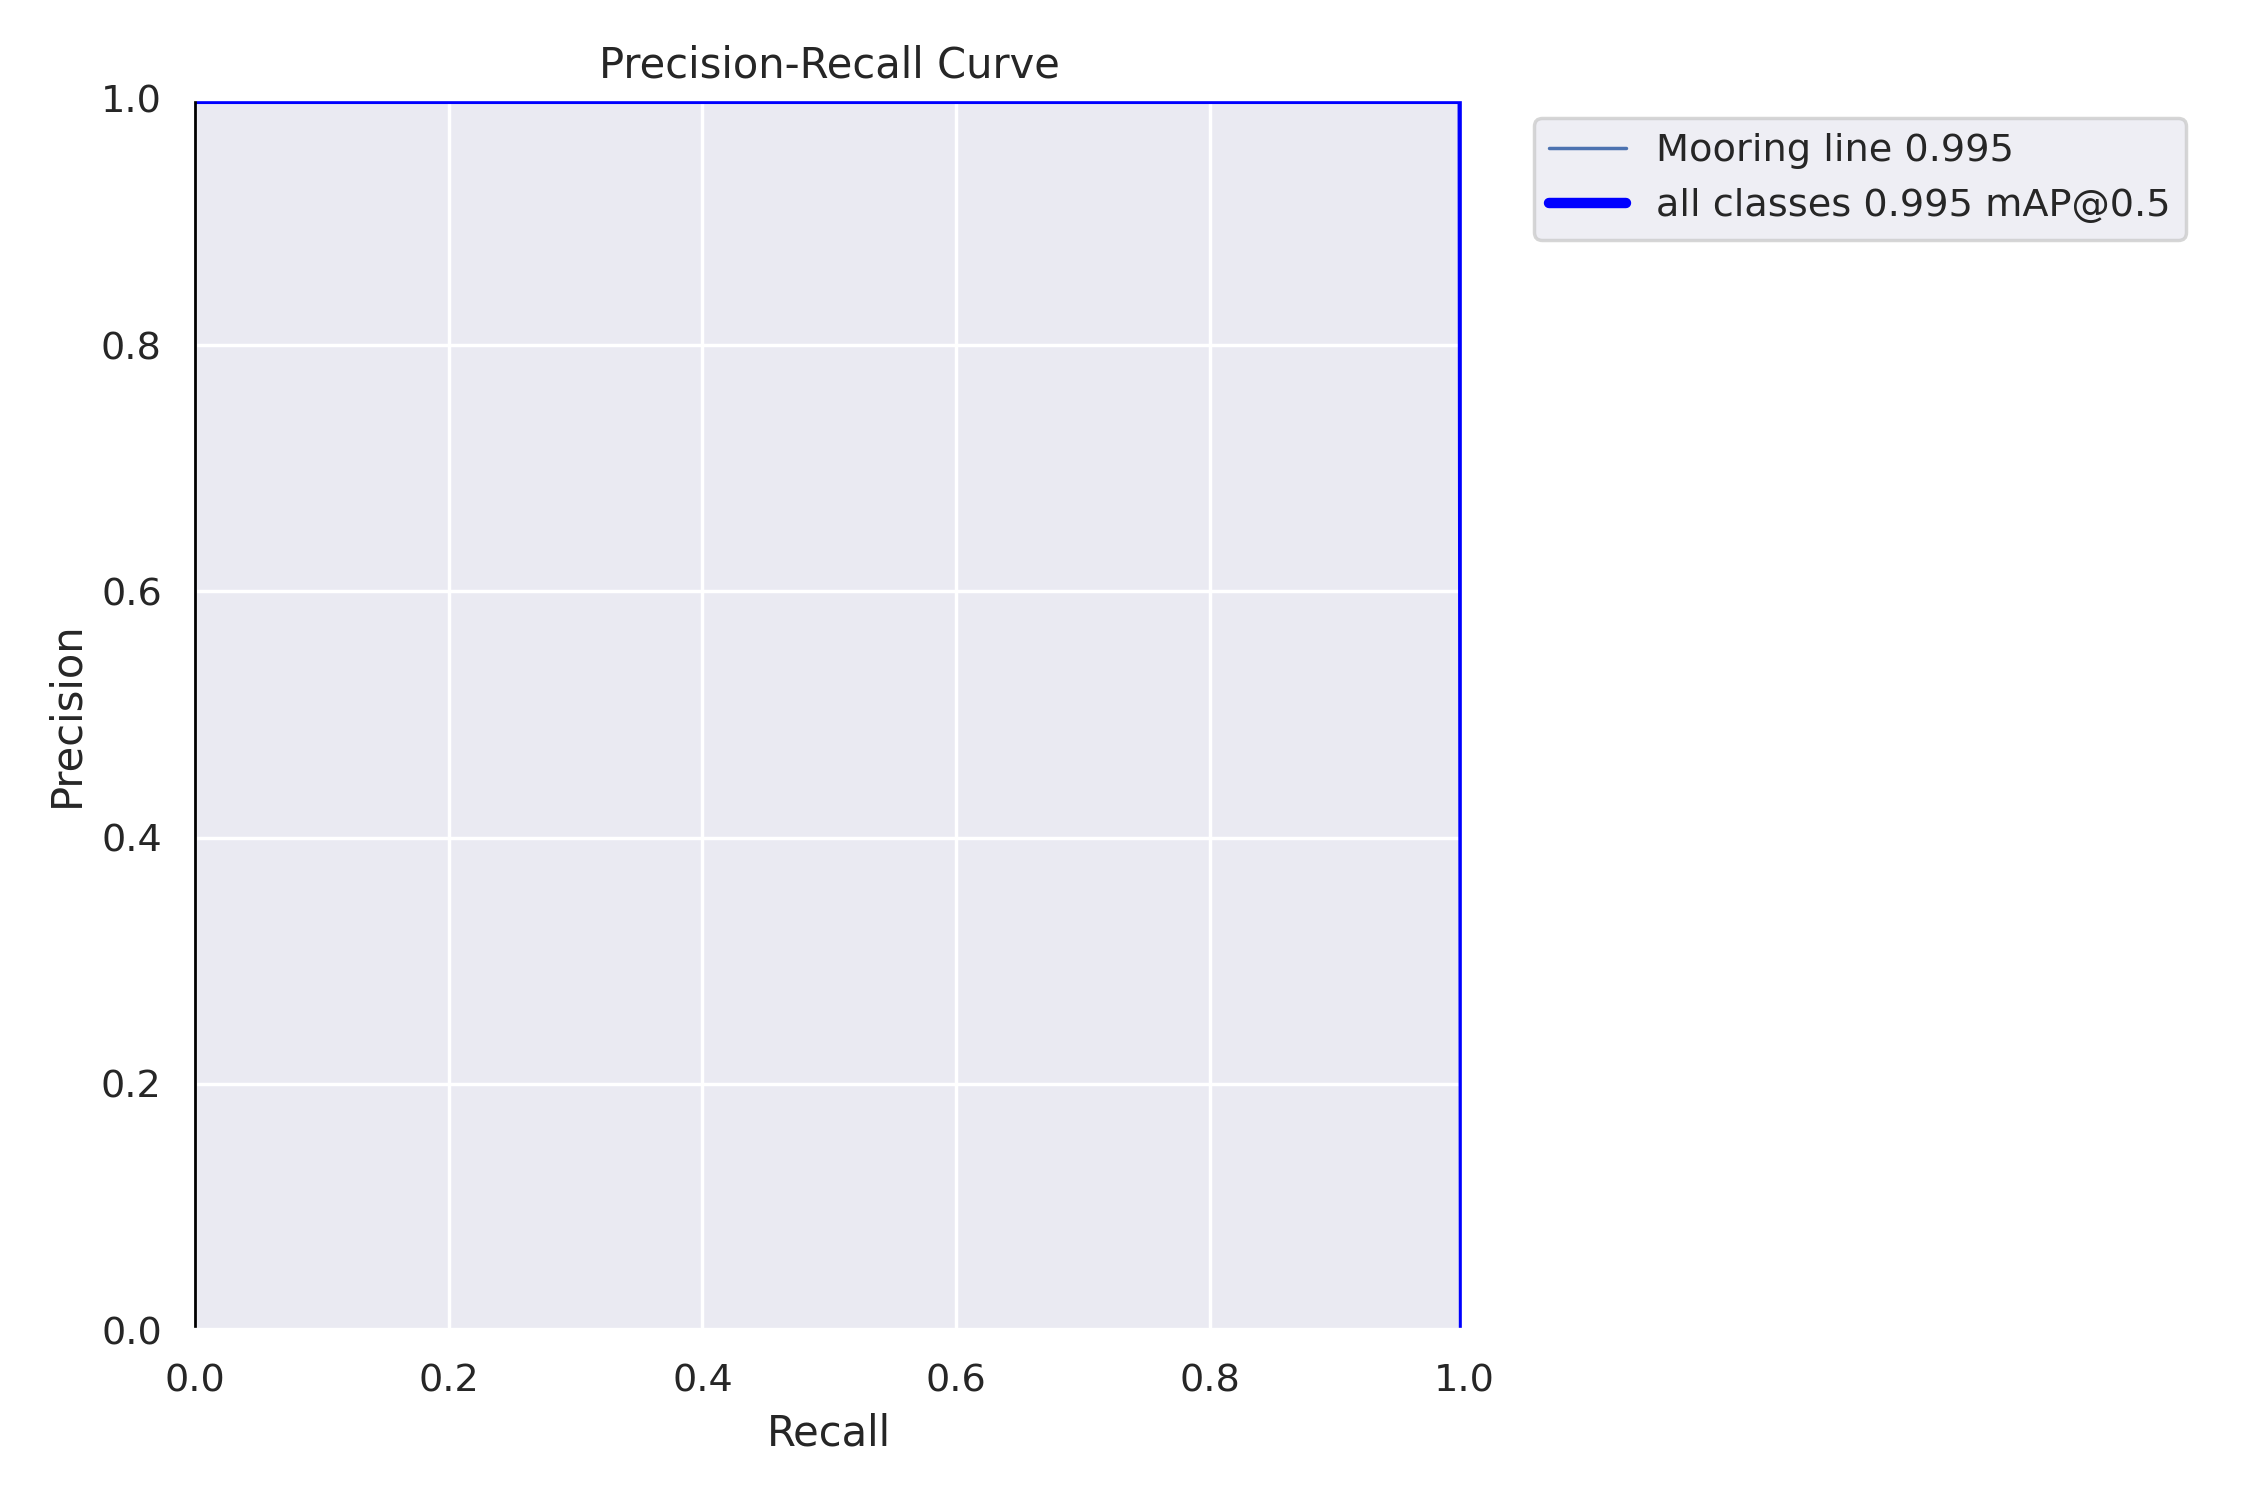 Precision-Recall Curve
Mooring line 0.995
all classes 0.995 mAP@0.5
Precision
1.0
0.8
0.6
0.4
0.2
0.0
0.0 0.2 0.4 0.6 0.8 1.0
Recall